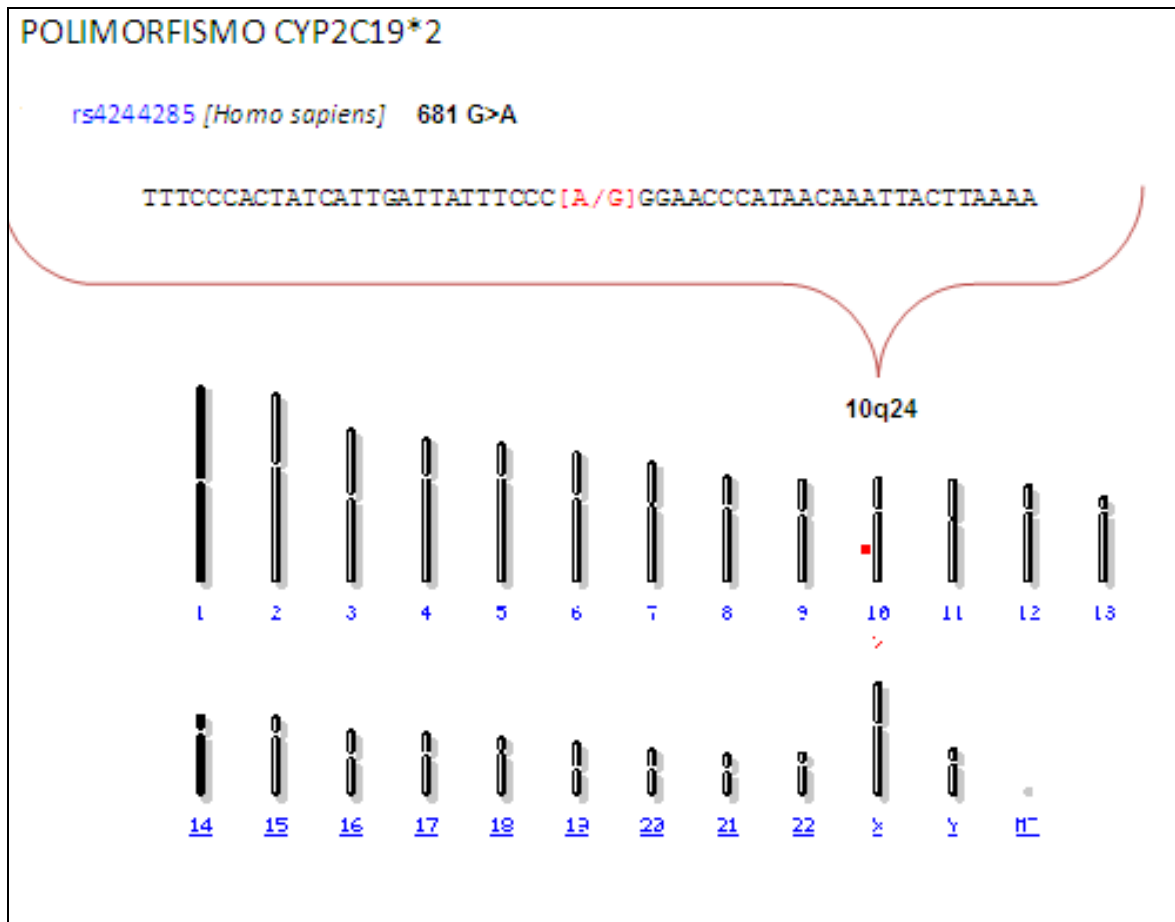 POLIMORFISMO CYP2C19*2
rs4244285 [Homo sapiens] 681 G>A
TTTCCCACTATCATTGATTATTTCCC[A/G]GGAACCCATAACAAATTACTTAAAA
10q24
1 2 3 4 5 6 7 8 9 10 11 12 13
14 15 16 17 18 19 20 21 22 X Y MT